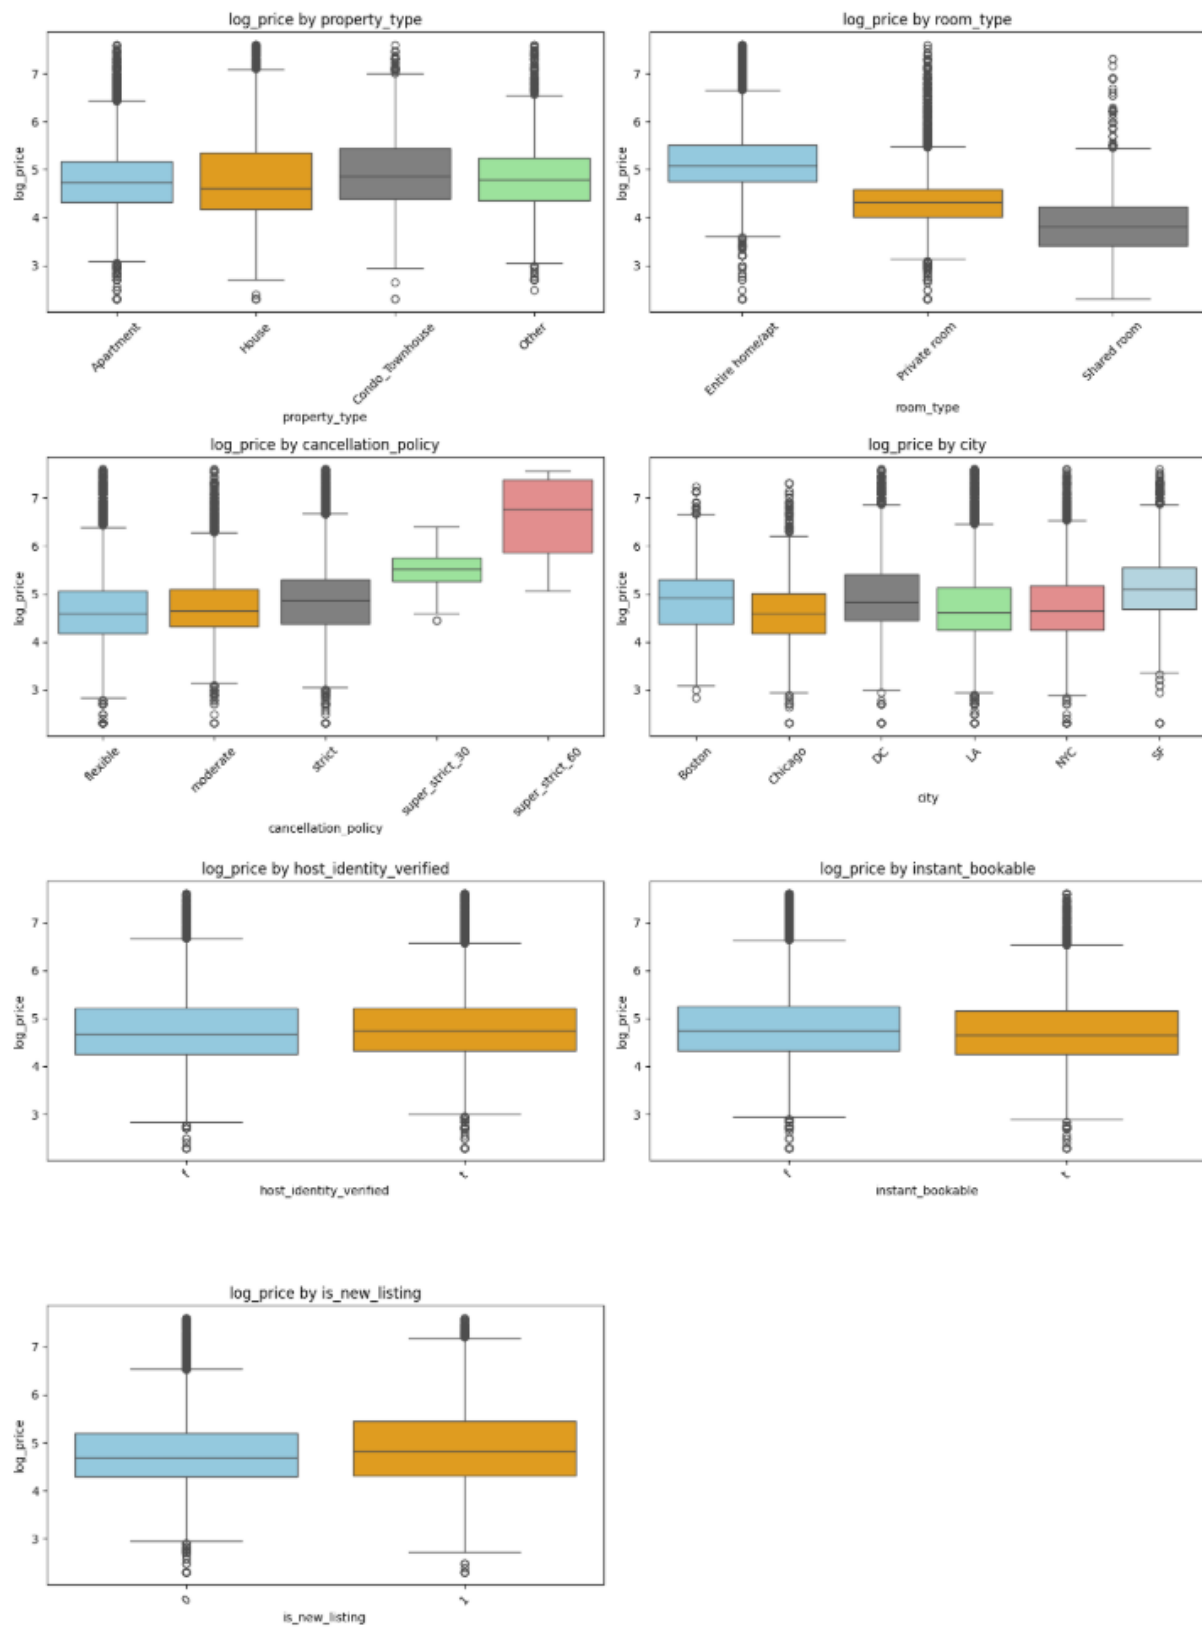 log_price by property_type
log_price
7
6
5
4
3
Apartment
House
Condo_Townhouse
Other
property_type
log_price by room_type
log_price
7
6
5
4
3
Entire home/apt
Private room
Shared room
room_type
log_price by cancellation_policy
log_price
7
6
5
4
3
flexible
moderate
strict
super_strict_30
super_strict_60
cancellation_policy
log_price by city
log_price
7
6
5
4
3
Boston
Chicago
DC
LA
NYC
SF
city
log_price by host_identity_verified
log_price
7
6
5
4
3
f
t
host_identity_verified
log_price by instant_bookable
log_price
7
6
5
4
3
f
t
instant_bookable
log_price by is_new_listing
log_price
7
6
5
4
3
0
1
is_new_listing